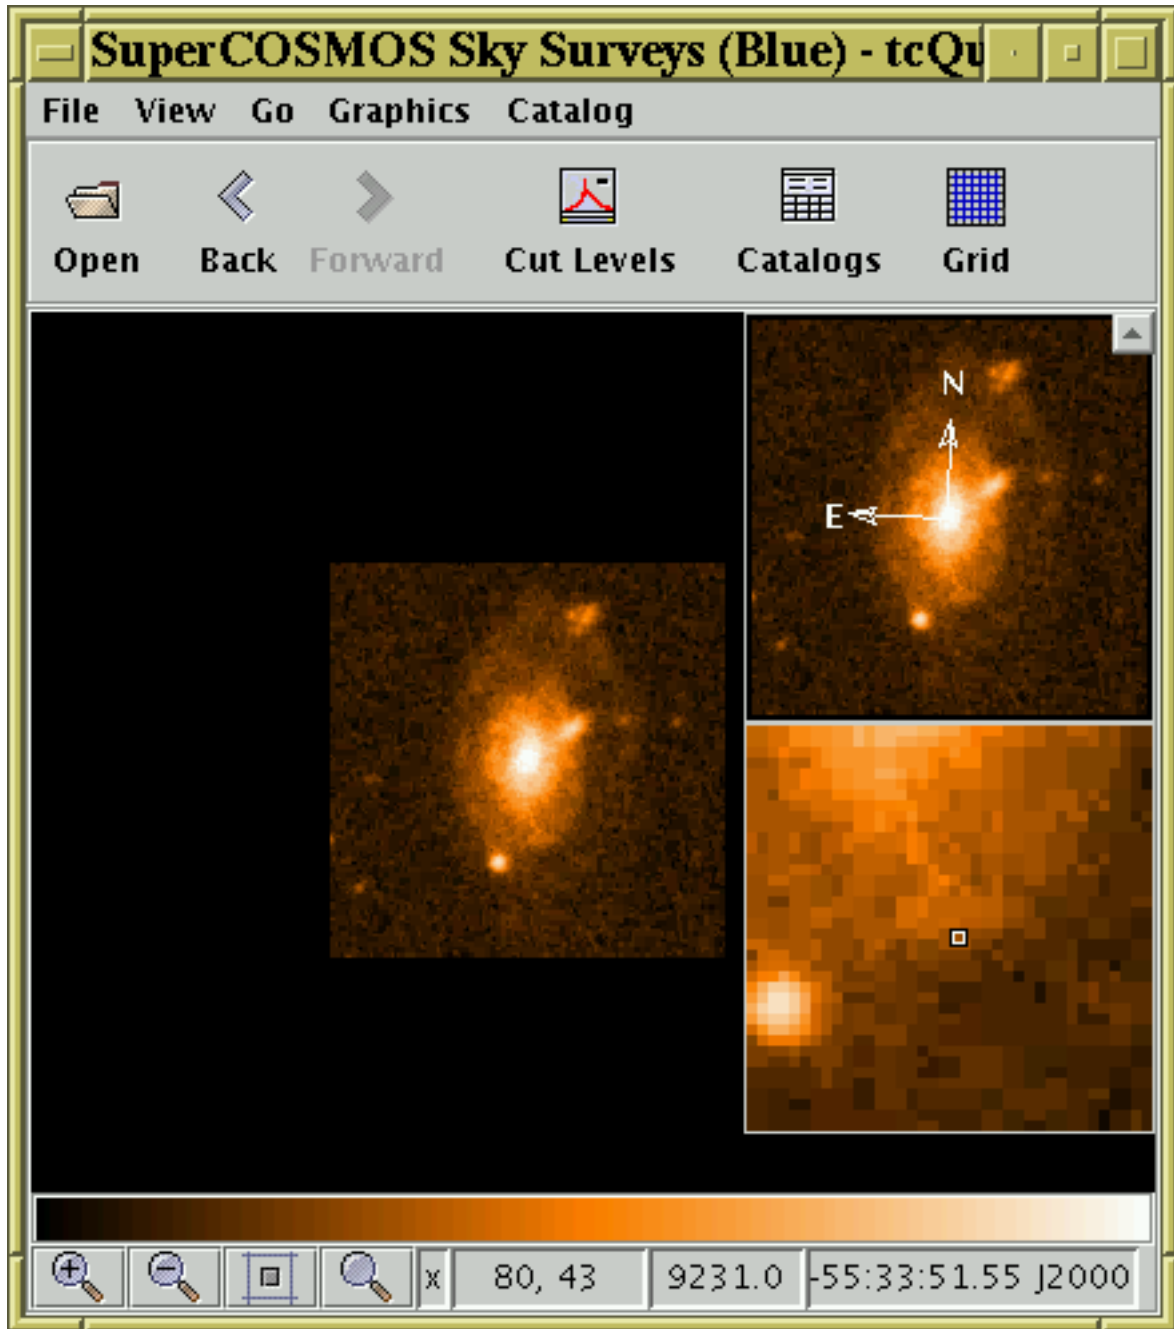 SuperCOSMOS Sky Surveys (Blue) - tcQu
File View Go Graphics Catalog
Open Back Forward Cut Levels Catalogs Grid
N
E
x 80, 43 9231.0 -55:33:51.55 J2000